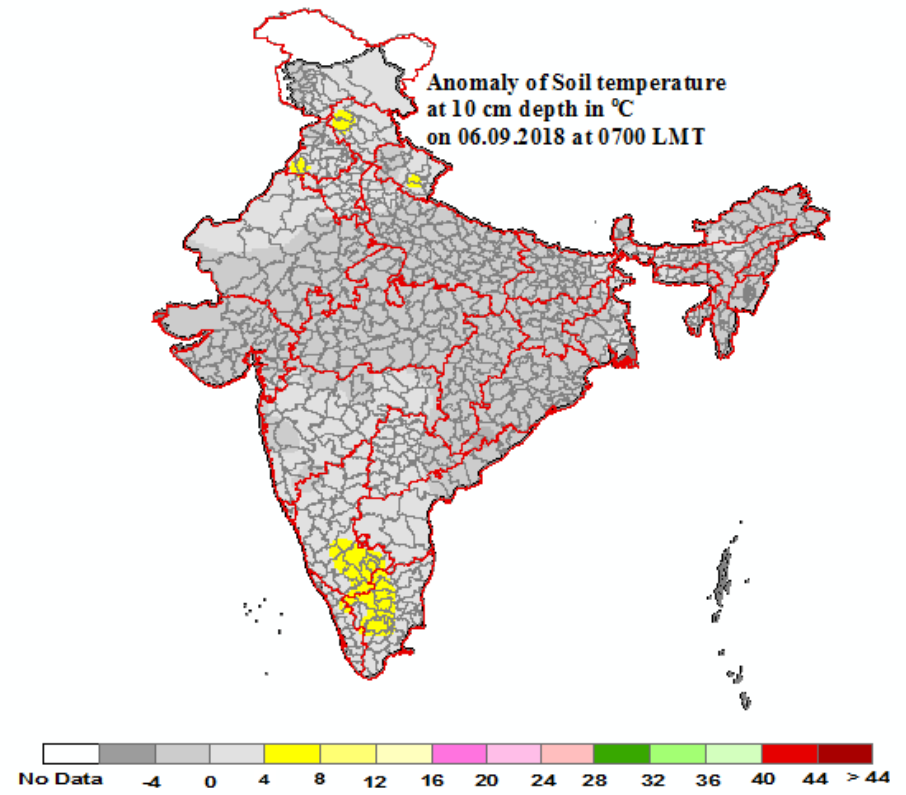 Anomaly of Soil temperature
at 10 cm depth in °C
on 06.09.2018 at 0700 LMT
No Data -4 0 4 8 12 16 20 24 28 32 36 40 44 > 44